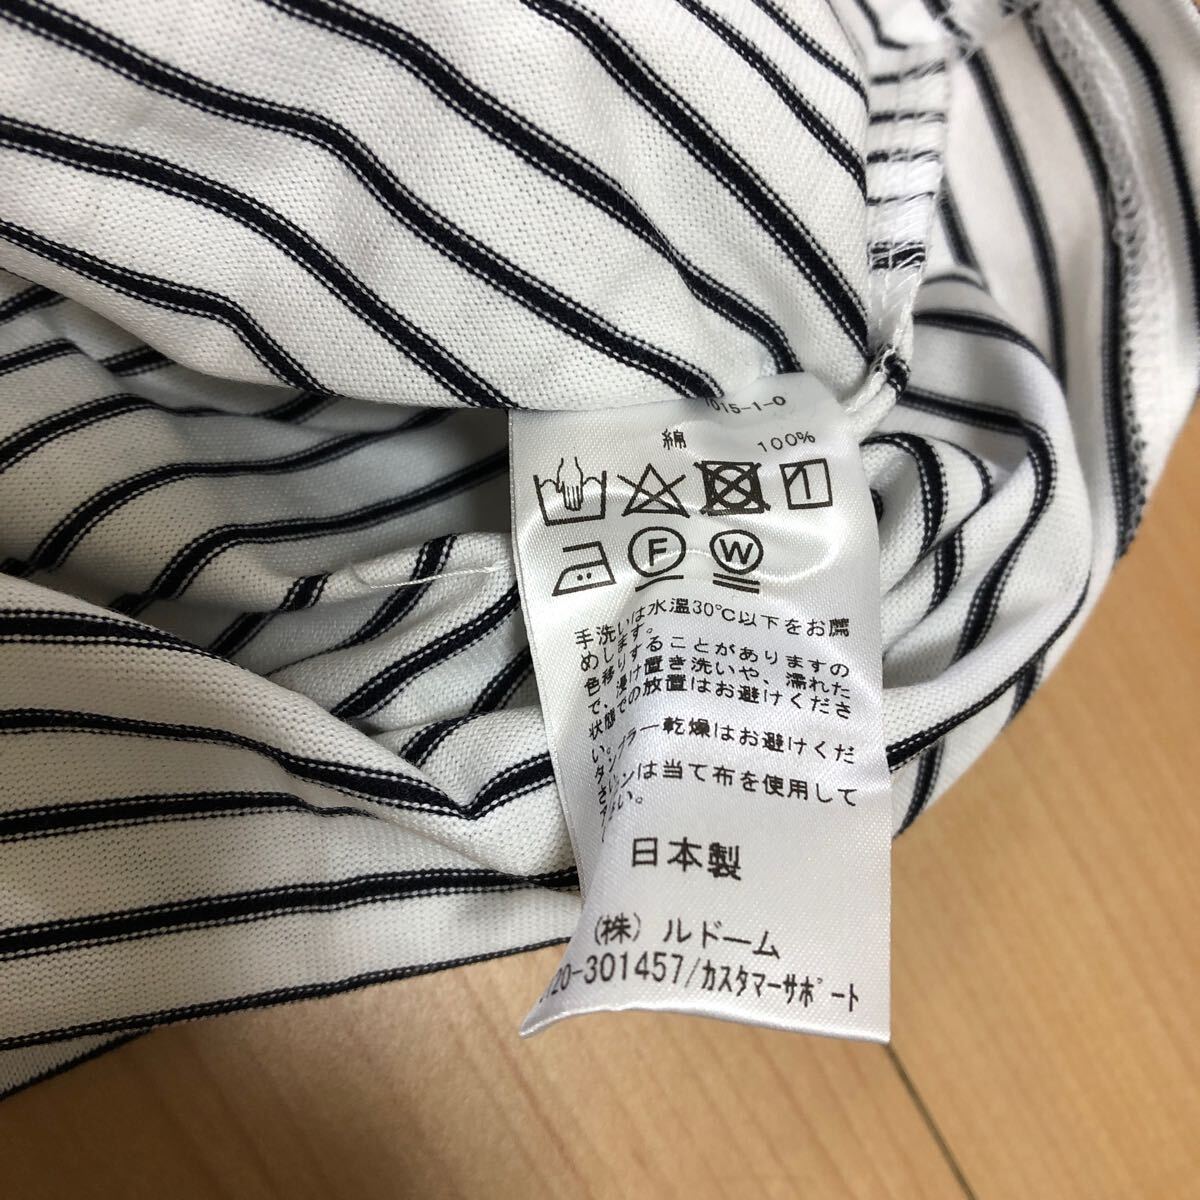 015-1-0
綿 100%
F W
手洗いは水温30℃以下をお薦
めします。
色移りすることがありますの
で、浸け置き洗いや、濡れた
状態での放置はお避けくださ
い。
タンブラー乾燥はお避けくだ
さい。
アイロンは当て布を使用して
下さい。
日本製
(株) ルドーム
120-301457/カスタマーサポート